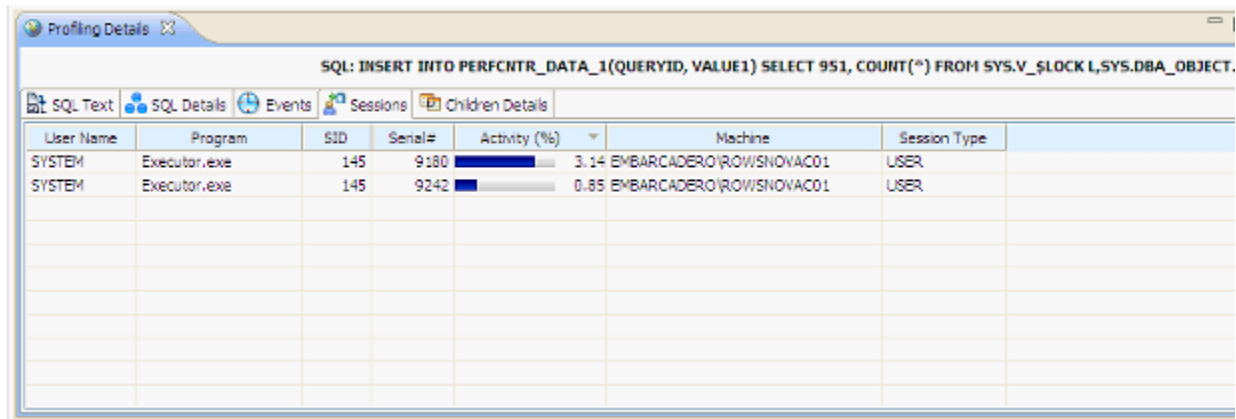 Profiling Details
SQL: INSERT INTO PERFCNTR_DATA_1(QUERYID, VALUE1) SELECT 951, COUNT(*) FROM SYS.V_$LOCK L,SYS.DBA_OBJECT.
SQL Text SQL Details Events Sessions Children Details
User Name Program SID Serial# Activity (%) Machine Session Type
SYSTEM Executor.exe 145 9180 3.14 EMBARCADERO\ROWSNOVAC01 USER
SYSTEM Executor.exe 145 9242 0.85 EMBARCADERO\ROWSNOVAC01 USER